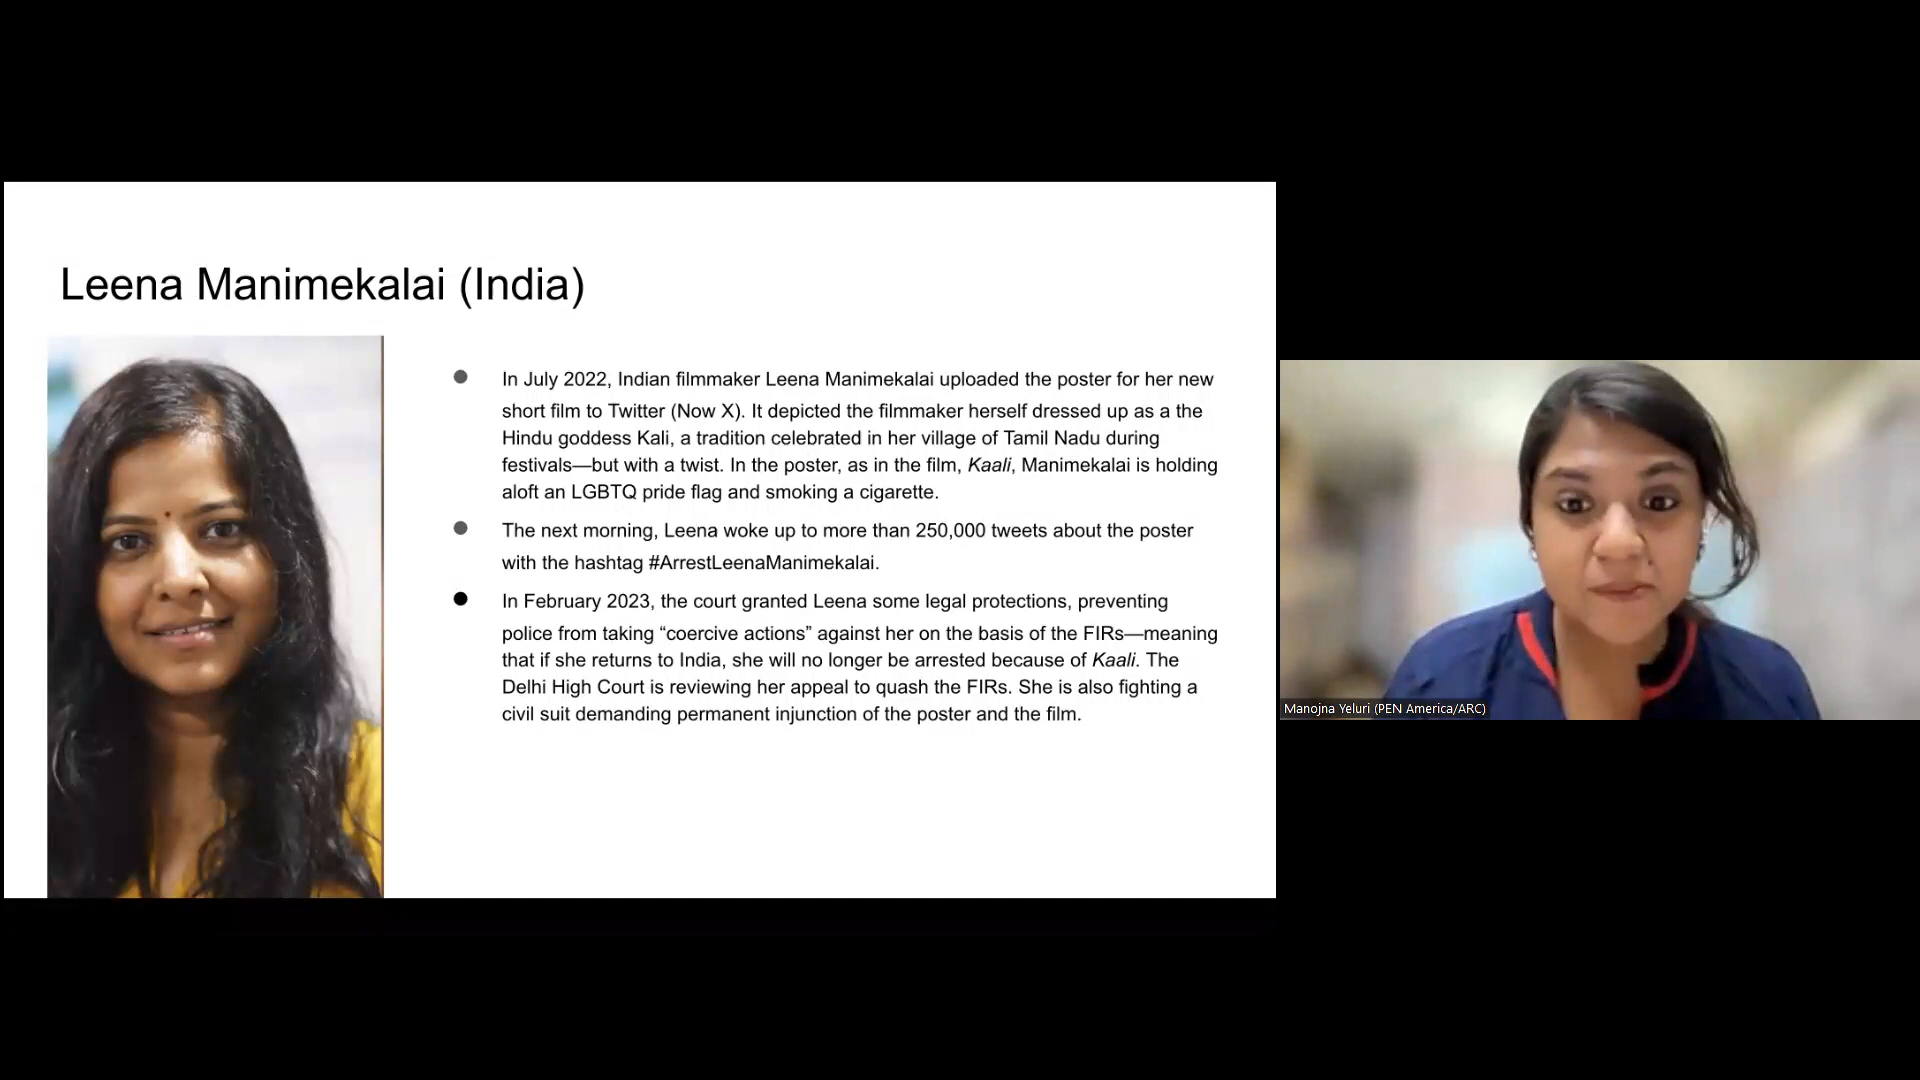 Leena Manimekalai (India)
In July 2022, Indian filmmaker Leena Manimekalai uploaded the poster for her new
short film to Twitter (Now X). It depicted the filmmaker herself dressed up as a the
Hindu goddess Kali, a tradition celebrated in her village of Tamil Nadu during
festivals—but with a twist. In the poster, as in the film, Kaali, Manimekalai is holding
aloft an LGBTQ pride flag and smoking a cigarette.
The next morning, Leena woke up to more than 250,000 tweets about the poster
with the hashtag #ArrestLeenaManimekalai.
In February 2023, the court granted Leena some legal protections, preventing
police from taking “coercive actions” against her on the basis of the FIRs—meaning
that if she returns to India, she will no longer be arrested because of Kaali. The
Delhi High Court is reviewing her appeal to quash the FIRs. She is also fighting a
civil suit demanding permanent injunction of the poster and the film.
Manojna Yeluri (PEN America/ARC)